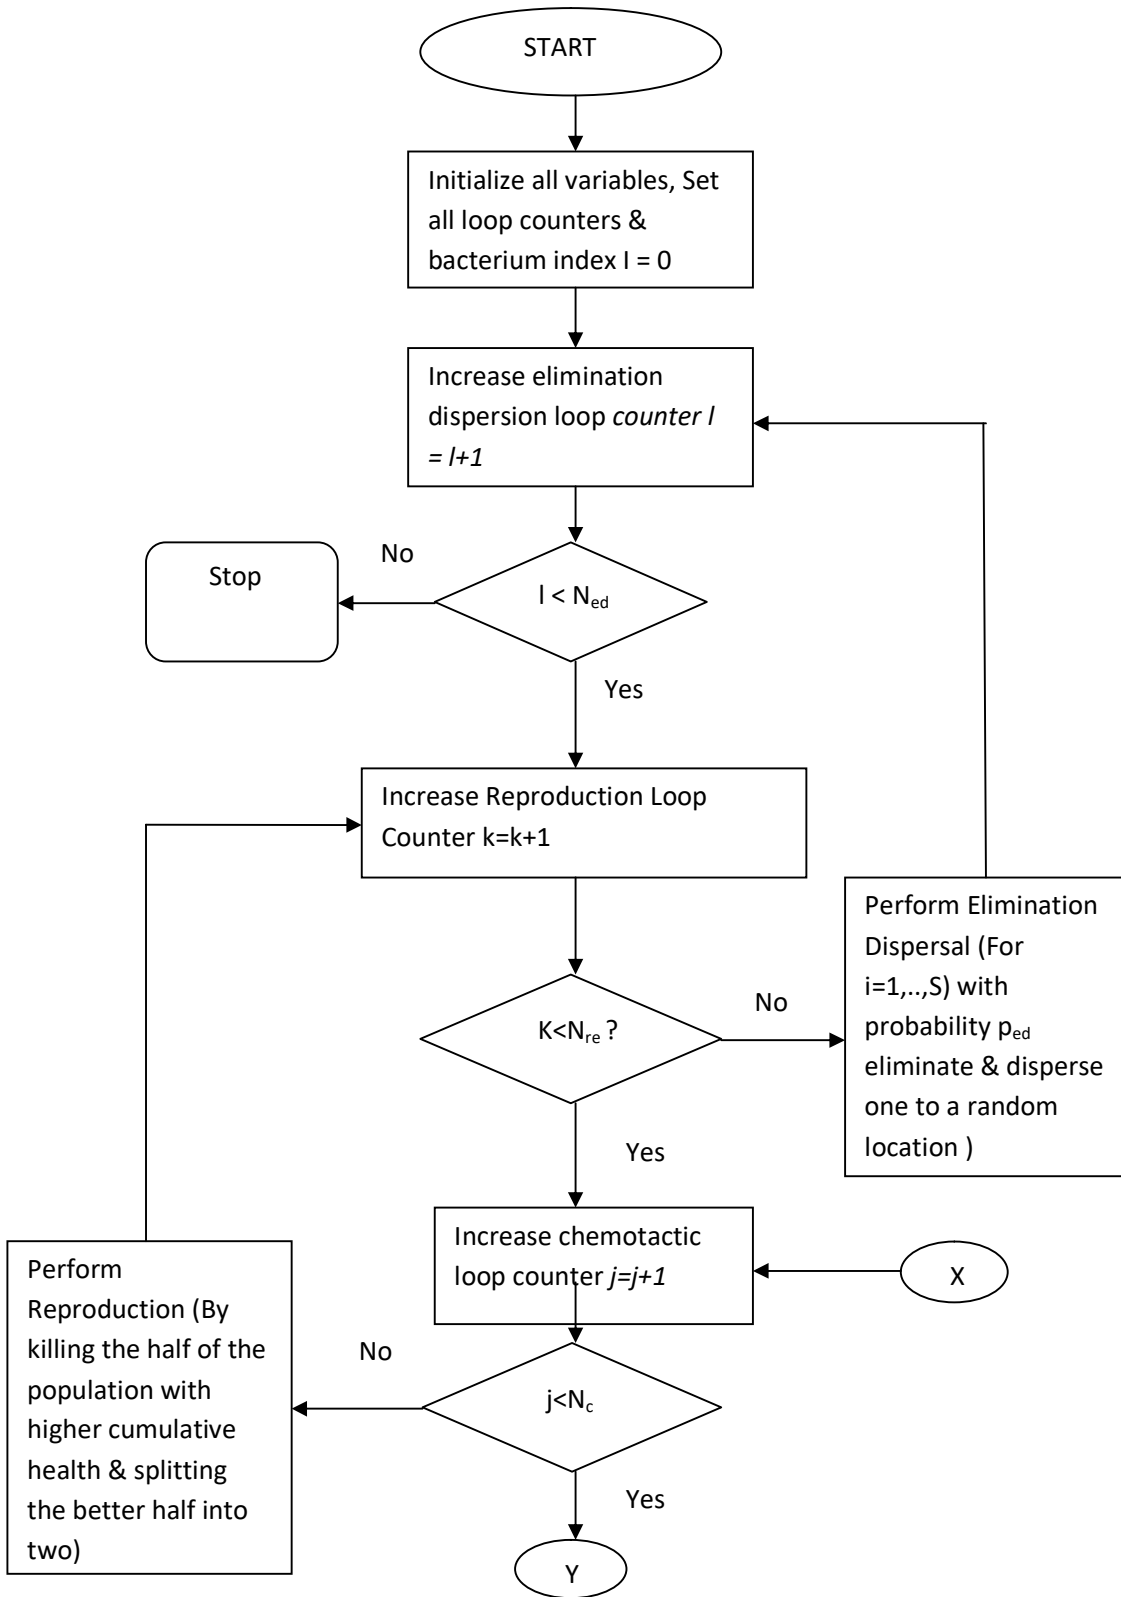 START
Initialize all variables, Set
all loop counters &
bacterium index I = 0
Increase elimination
dispersion loop counter l
= l+1
No
Stop
l < Ned
Yes
Increase Reproduction Loop
Counter k=k+1
Perform Elimination
Dispersal (For
i=1,..,S) with
probability ped
eliminate & disperse
one to a random
location )
No
K<Nre ?
Yes
Increase chemotactic
loop counter j=j+1
X
Perform
Reproduction (By
killing the half of the
population with
higher cumulative
health & splitting
the better half into
two)
No
j<Nc
Yes
Y